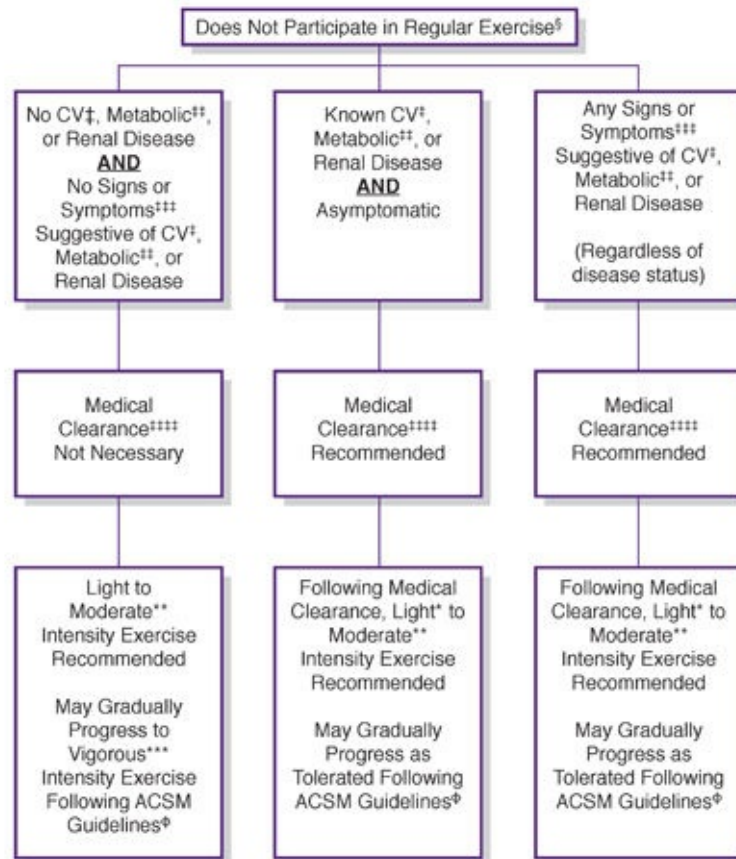 Does Not Participate in Regular Exercise§
No CV‡, Metabolic‡‡,
or Renal Disease
AND
No Signs or
Symptoms‡‡‡
Suggestive of CV‡,
Metabolic‡‡, or
Renal Disease
Known CV‡,
Metabolic‡‡, or
Renal Disease
AND
Asymptomatic
Any Signs or
Symptoms‡‡‡
Suggestive of CV‡,
Metabolic‡‡, or
Renal Disease
(Regardless of
disease status)
Medical
Clearance‡‡‡‡
Not Necessary
Medical
Clearance‡‡‡‡
Recommended
Medical
Clearance‡‡‡‡
Recommended
Light to
Moderate**
Intensity Exercise
Recommended
May Gradually
Progress to
Vigorous***
Intensity Exercise
Following ACSM
Guidelinesᶲ
Following Medical
Clearance, Light* to
Moderate**
Intensity Exercise
Recommended
May Gradually
Progress as
Tolerated Following
ACSM Guidelinesᶲ
Following Medical
Clearance, Light* to
Moderate**
Intensity Exercise
Recommended
May Gradually
Progress as
Tolerated Following
ACSM Guidelinesᶲ